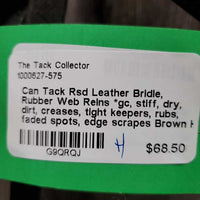 The Tack Collector
1000627-575
Can Tack Rsd Leather Bridle,
Rubber Web Reins *gc, stiff, dry,
dirt, creases, tight keepers, rubs,
faded spots, edge scrapes Brown H
G9QRQJ
H $68.50